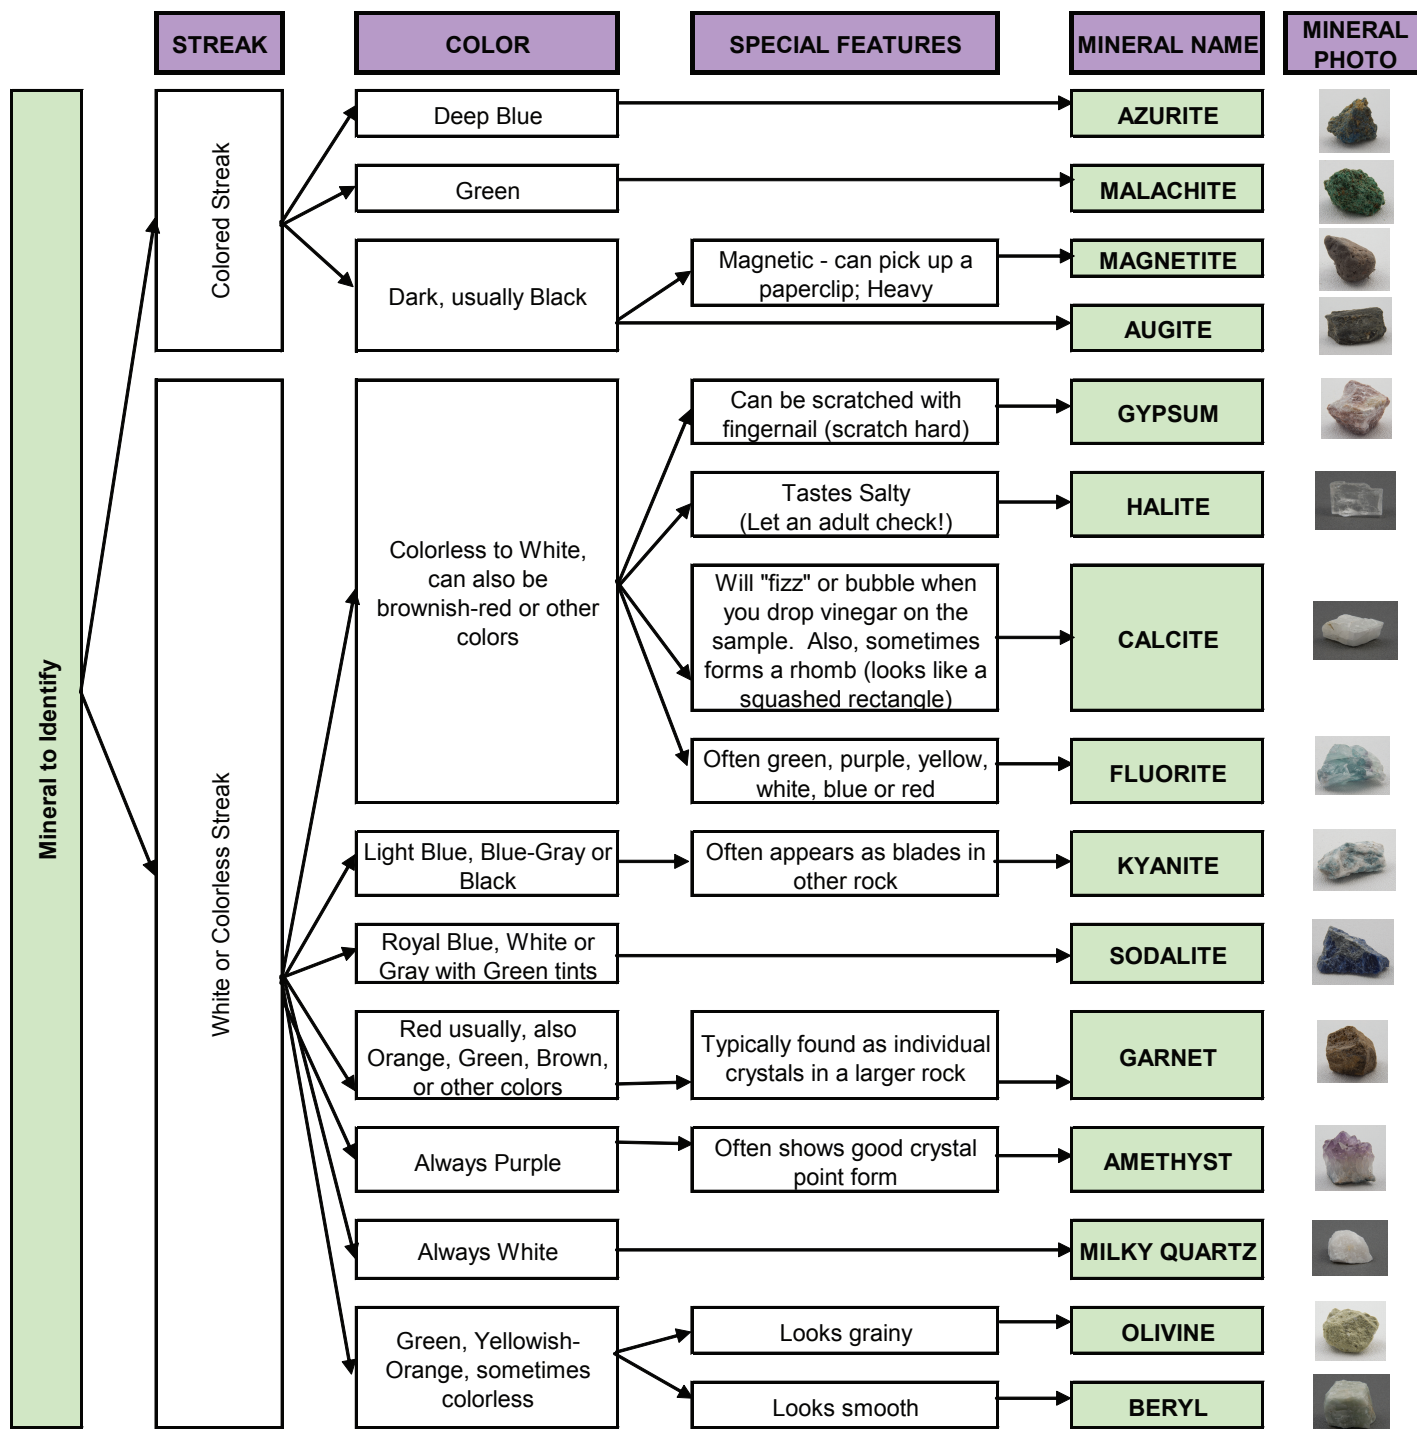 STREAK
COLOR
SPECIAL FEATURES
MINERAL NAME
MINERAL
PHOTO
Mineral to Identify
Colored Streak
Deep Blue
AZURITE
Green
MALACHITE
Dark, usually Black
Magnetic - can pick up a
paperclip; Heavy
MAGNETITE
AUGITE
White or Colorless Streak
Colorless to White,
can also be
brownish-red or other
colors
Can be scratched with
fingernail (scratch hard)
GYPSUM
Tastes Salty
(Let an adult check!)
HALITE
Will "fizz" or bubble when
you drop vinegar on the
sample.  Also, sometimes
forms a rhomb (looks like a
squashed rectangle)
CALCITE
Often green, purple, yellow,
white, blue or red
FLUORITE
Light Blue, Blue-Gray or
Black
Often appears as blades in
other rock
KYANITE
Royal Blue, White or
Gray with Green tints
SODALITE
Red usually, also
Orange, Green, Brown,
or other colors
Typically found as individual
crystals in a larger rock
GARNET
Always Purple
Often shows good crystal
point form
AMETHYST
Always White
MILKY QUARTZ
Green, Yellowish-
Orange, sometimes
colorless
Looks grainy
OLIVINE
Looks smooth
BERYL